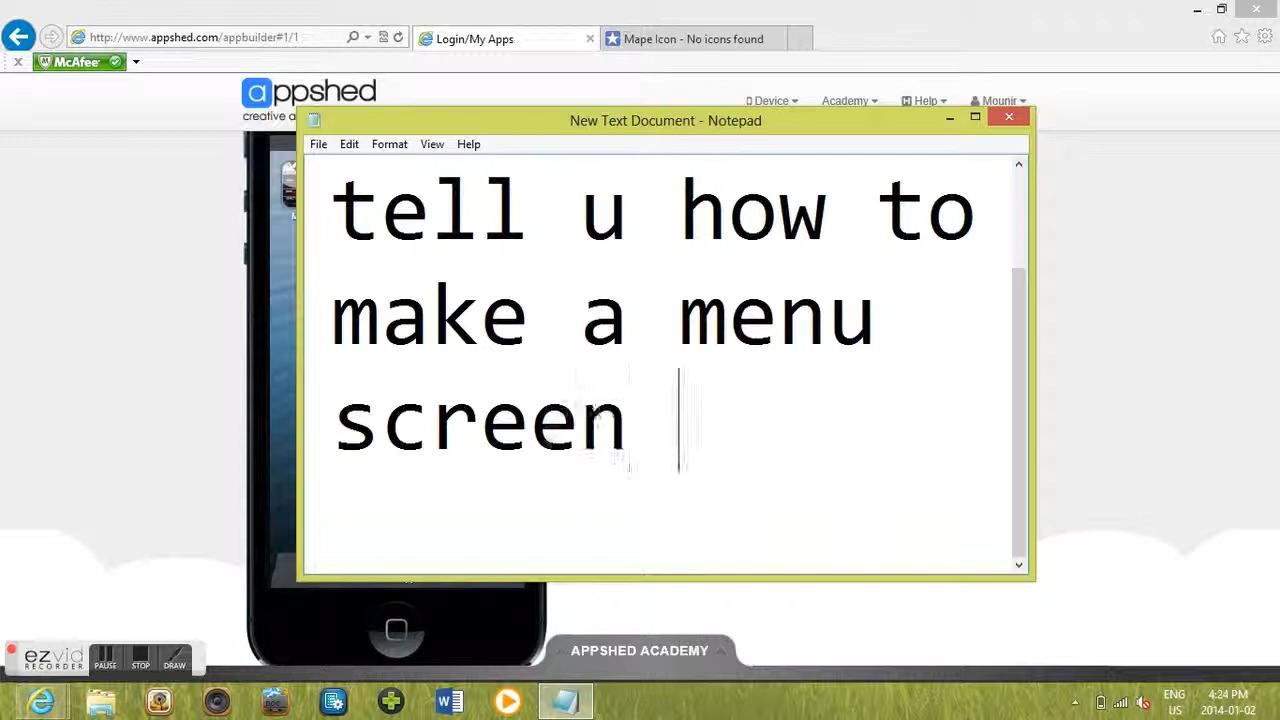 http://www.appshed.com/appbuilder#1/1
Login/My Apps
Mape Icon - No icons found
McAfee
appshed
creative a
Device
Academy
Help
Mounir
New Text Document - Notepad
File Edit Format View Help
tell u how to
make a menu
screen
APPSHED ACADEMY
ezvid
RECORDER
PAUSE STOP DRAW
ENG
US
4:24 PM
2014-01-02